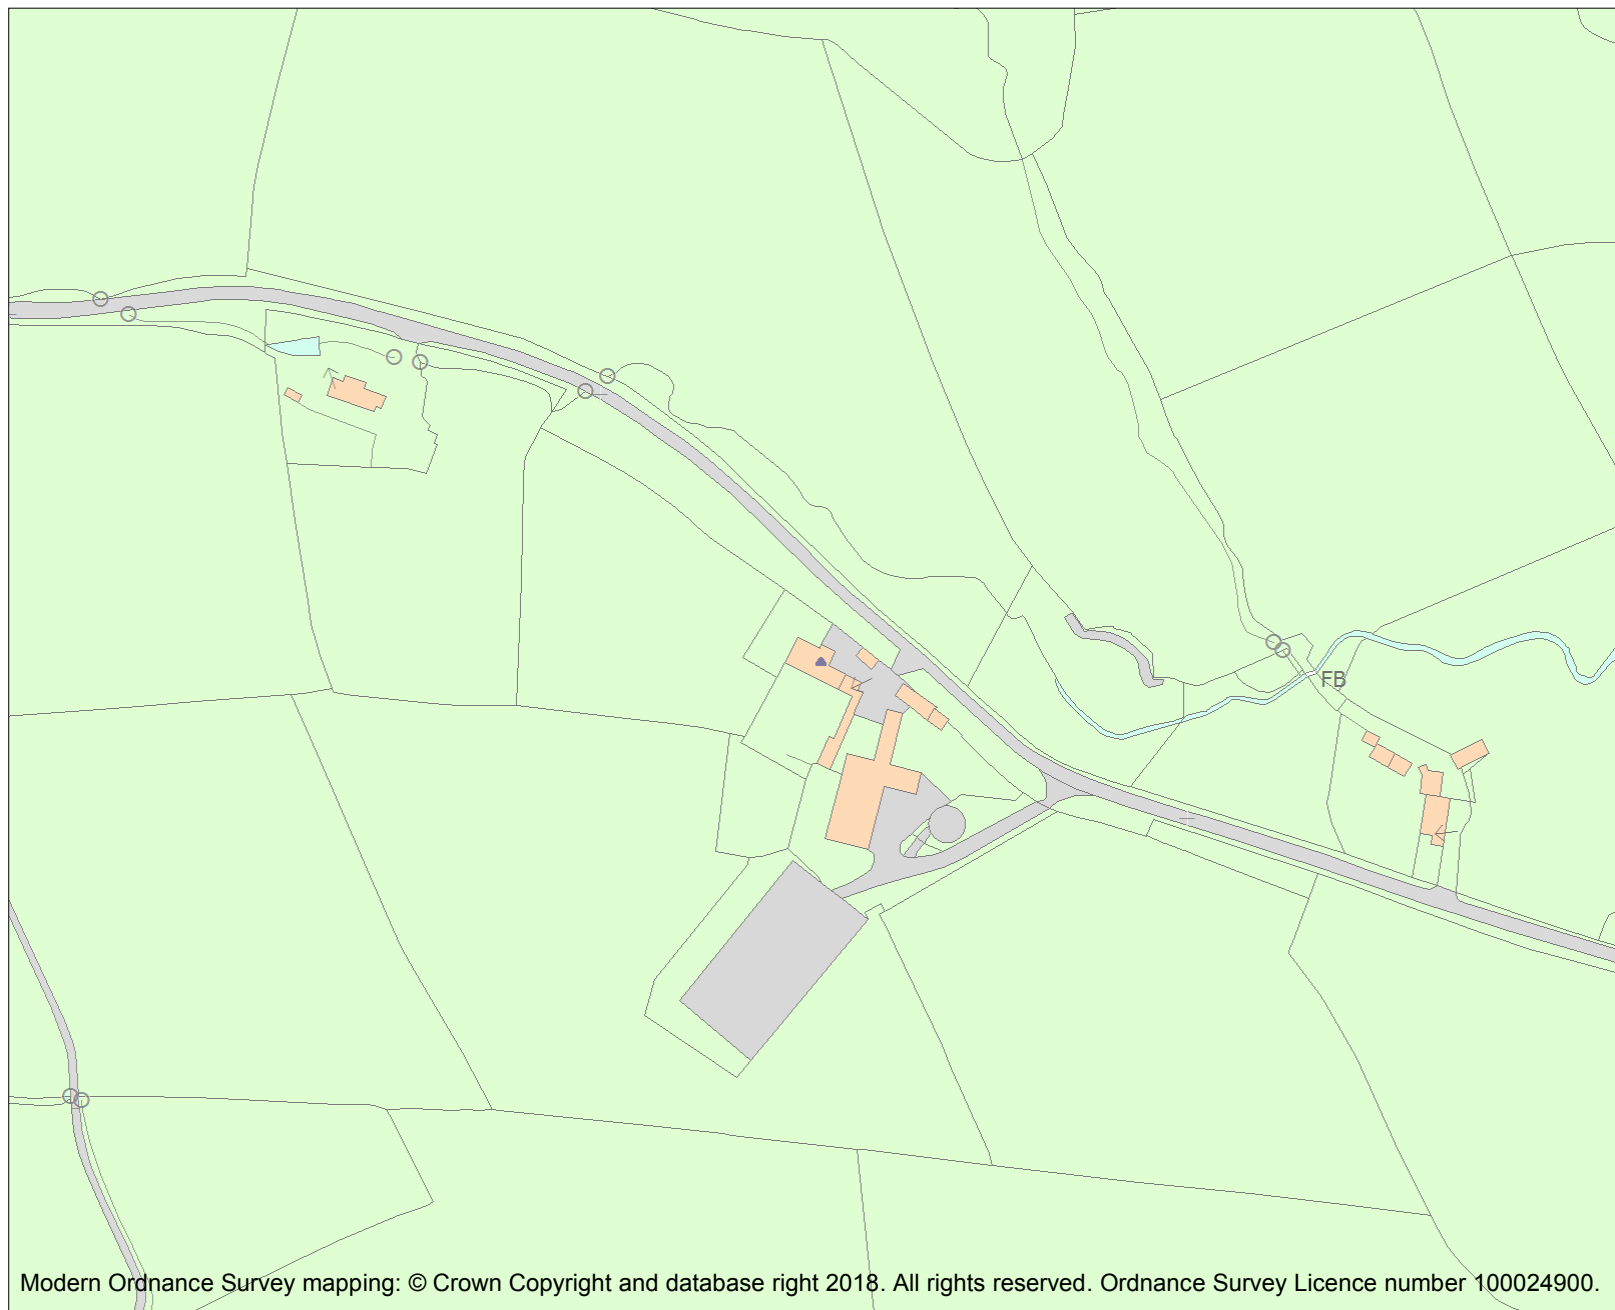 FB
Modern Ordnance Survey mapping: © Crown Copyright and database right 2018. All rights reserved. Ordnance Survey Licence number 100024900.